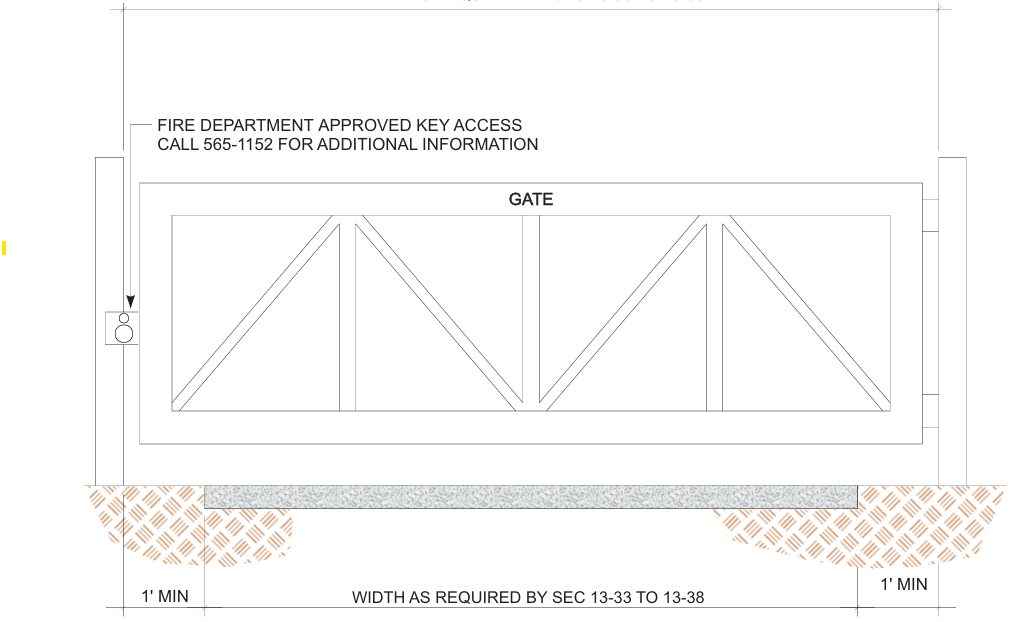 FIRE DEPARTMENT APPROVED KEY ACCESS
CALL 565-1152 FOR ADDITIONAL INFORMATION
GATE
1' MIN
WIDTH AS REQUIRED BY SEC 13-33 TO 13-38
1' MIN